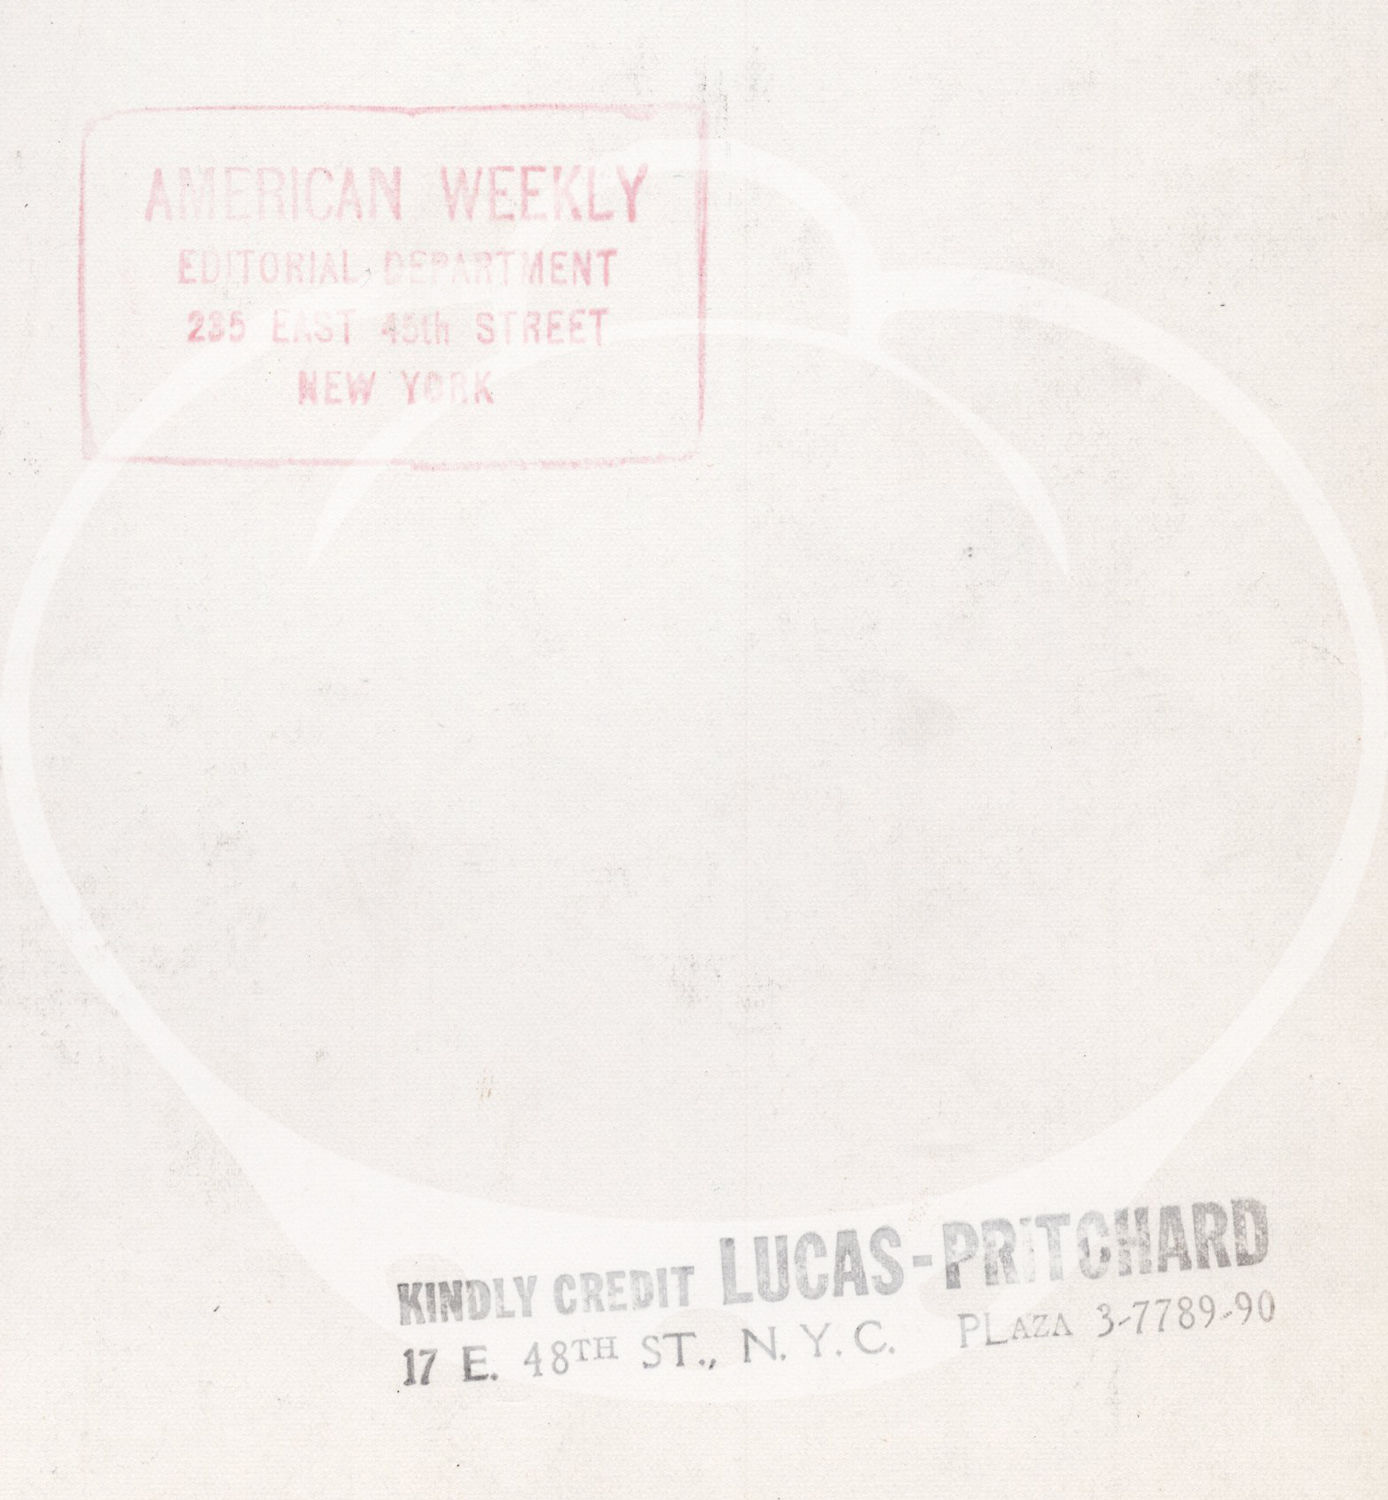 AMERICAN WEEKLY
EDITORIAL DEPARTMENT
235 EAST 45th STREET
NEW YORK
KINDLY CREDIT LUCAS-PRITCHARD
17 E. 48TH ST., N.Y.C. PLAZA 3-7789-90